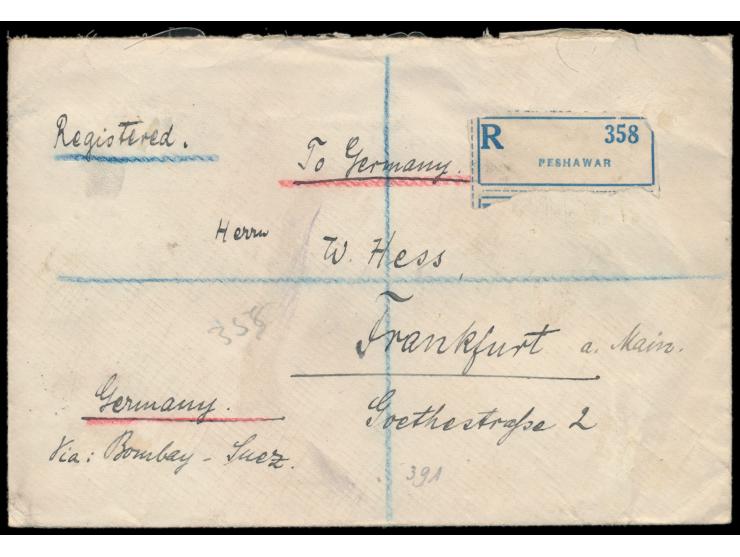 Registered.
To Germany.
R 358
PESHAWAR
Herrn
W. Hess,
Frankfurt a. Main.
358
Germany.
Goethestraße 2
Via: Bombay - Suez.
391